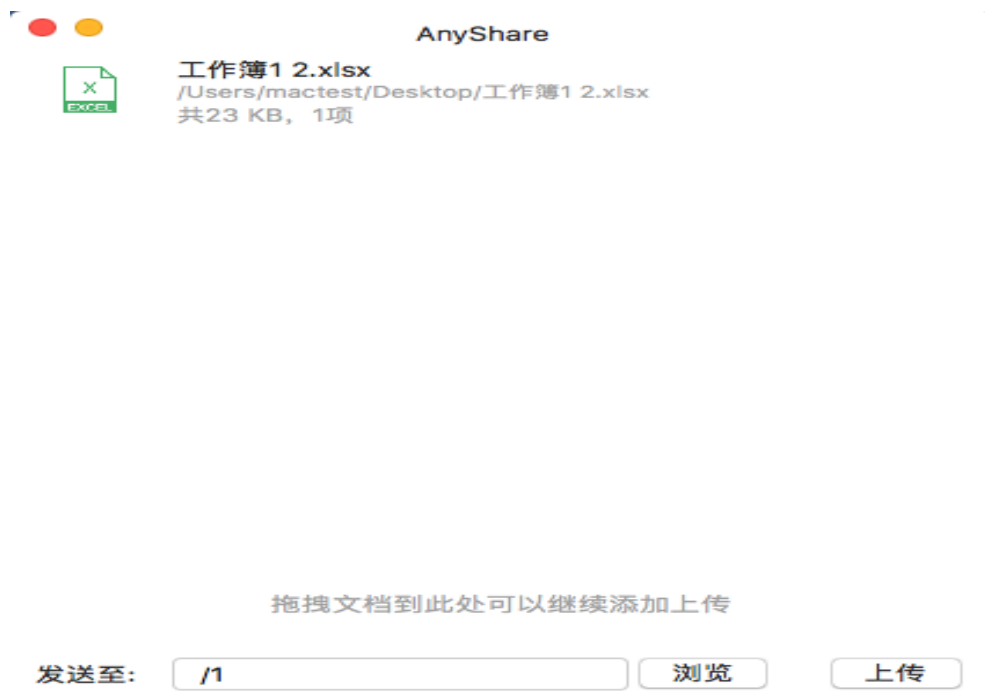 AnyShare
工作簿1 2.xlsx
/Users/mactest/Desktop/工作簿1 2.xlsx
共23 KB，1项
X
EXCEL
拖拽文档到此处可以继续添加上传
发送至: /1 浏览 上传